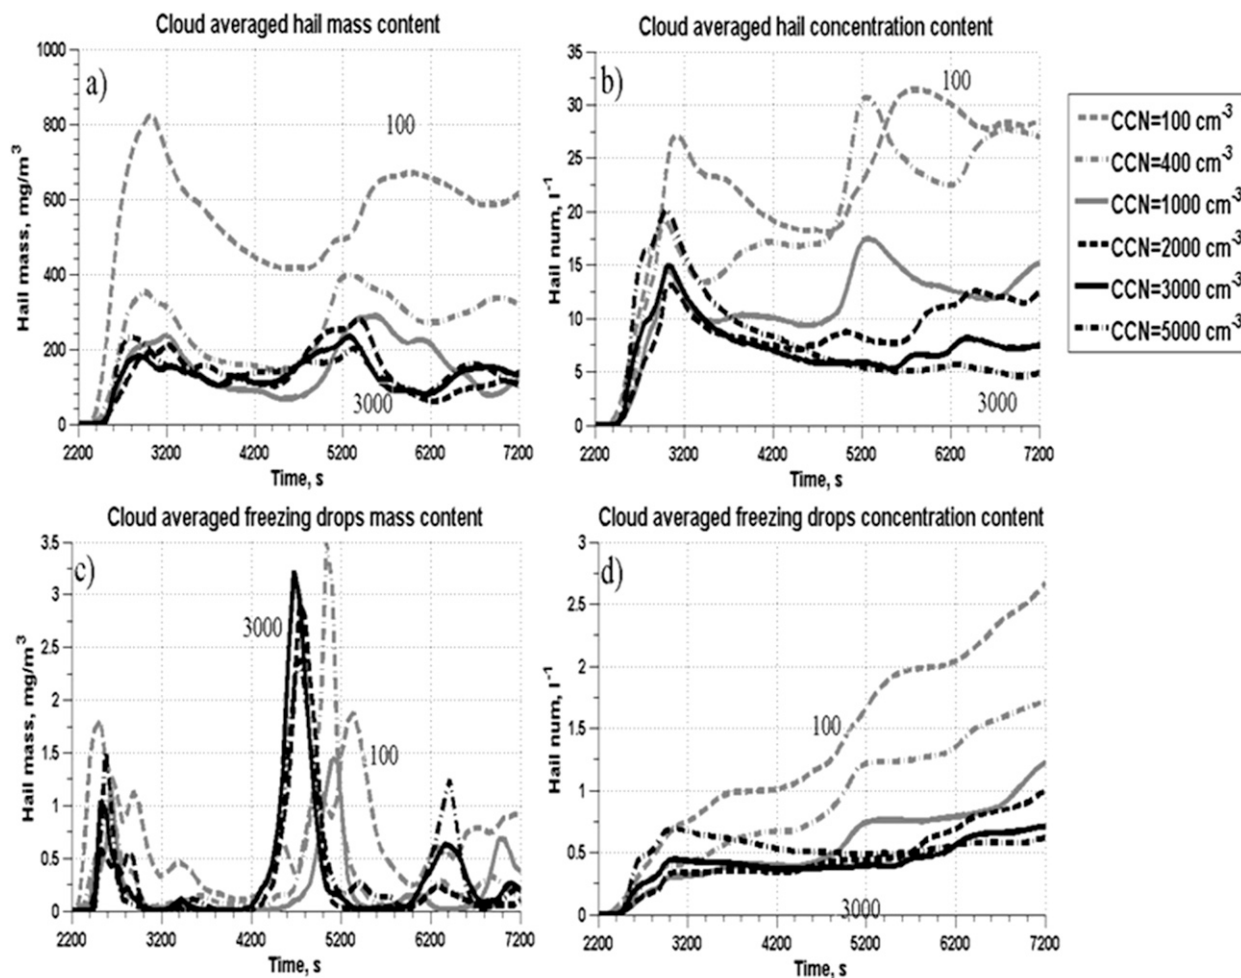 Cloud averaged hail mass content
a)
100
3000
Hail mass, mg/m³
1000
800
600
400
200
0
2200 3200 4200 5200 6200 7200
Time, s
Cloud averaged hail concentration content
b)
100
3000
Hail num, l⁻¹
35
30
25
20
15
10
5
0
2200 3200 4200 5200 6200 7200
Time, s
CCN=100 cm⁻³
CCN=400 cm⁻³
CCN=1000 cm⁻³
CCN=2000 cm⁻³
CCN=3000 cm⁻³
CCN=5000 cm⁻³
Cloud averaged freezing drops mass content
c)
3000
100
Hail mass, mg/m³
3.5
3
2.5
2
1.5
1
0.5
0
2200 3200 4200 5200 6200 7200
Time, s
Cloud averaged freezing drops concentration content
d)
100
3000
Hail num, l⁻¹
3
2.5
2
1.5
1
0.5
0
2200 3200 4200 5200 6200 7200
Time, s